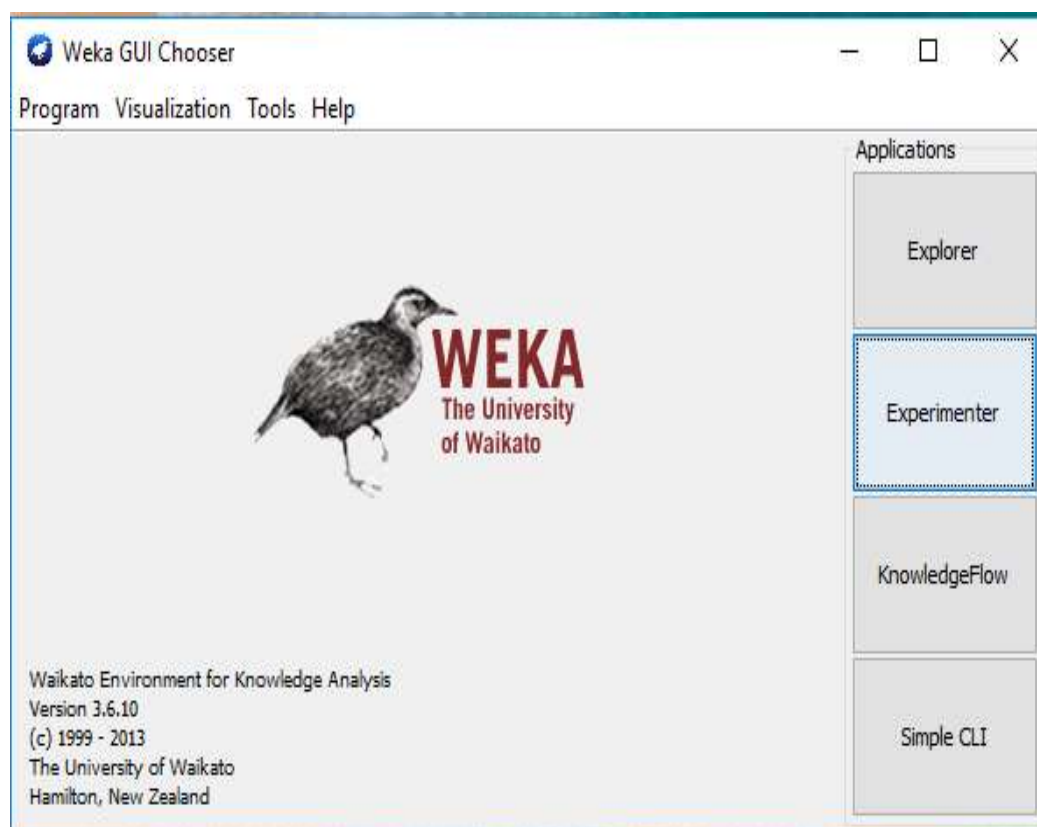 Weka GUI Chooser
Program Visualization Tools Help
Applications
Explorer
Experimenter
KnowledgeFlow
Simple CLI
WEKA
The University
of Waikato
Waikato Environment for Knowledge Analysis
Version 3.6.10
(c) 1999 - 2013
The University of Waikato
Hamilton, New Zealand